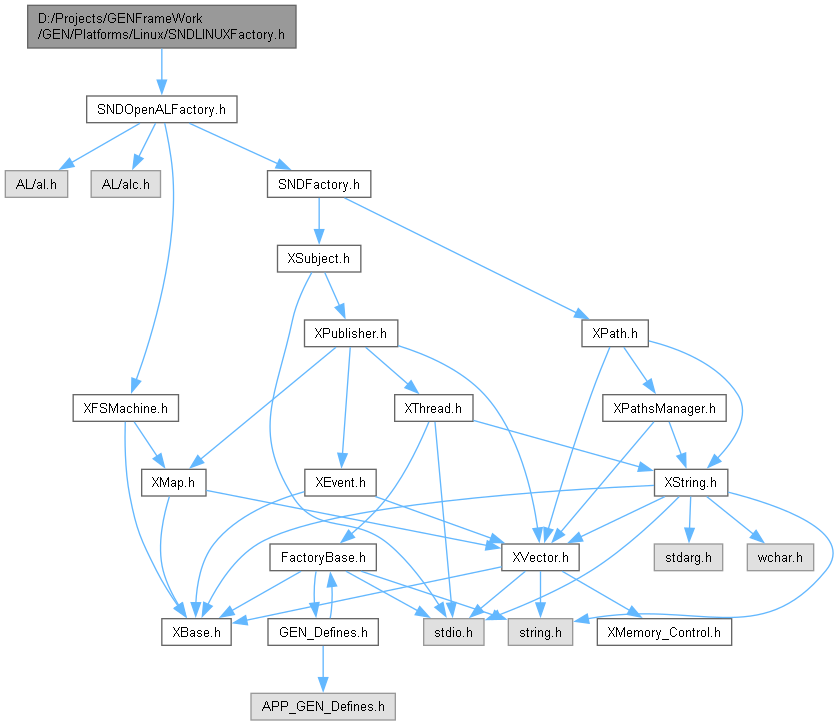 D:/Projects/GENFrameWork
/GEN/Platforms/Linux/SNDLINUXFactory.h
SNDOpenALFactory.h
AL/al.h
AL/alc.h
SNDFactory.h
XSubject.h
XPublisher.h
XPath.h
XFSMachine.h
XThread.h
XPathsManager.h
XMap.h
XEvent.h
XString.h
FactoryBase.h
XVector.h
stdarg.h
wchar.h
XBase.h
GEN_Defines.h
stdio.h
string.h
XMemory_Control.h
APP_GEN_Defines.h